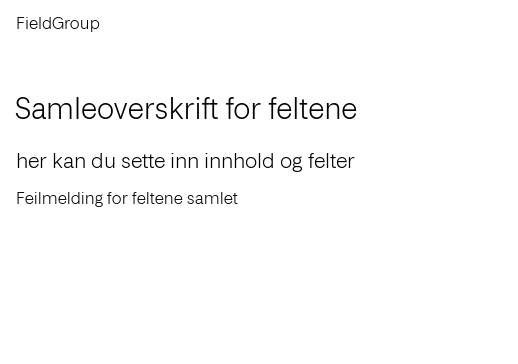 FieldGroup
Samleoverskrift for feltene
her kan du sette inn innhold og felter
Feilmelding for feltene samlet